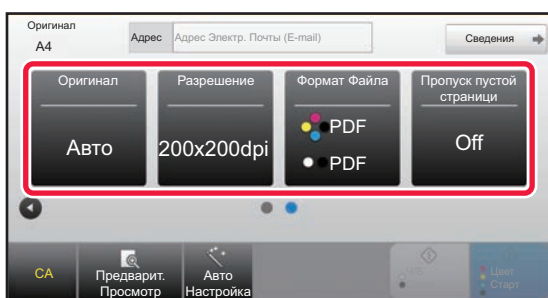 Оригинал
A4
Адрес
Адрес Электр. Почты (E-mail)
Сведения
Оригинал
Авто
Разрешение
200x200dpi
Формат Файла
PDF
PDF
Пропуск пустой
страници
Off
CA
Предварит.
Просмотр
Авто
Настройка
Ч/Б
Цвет
Старт